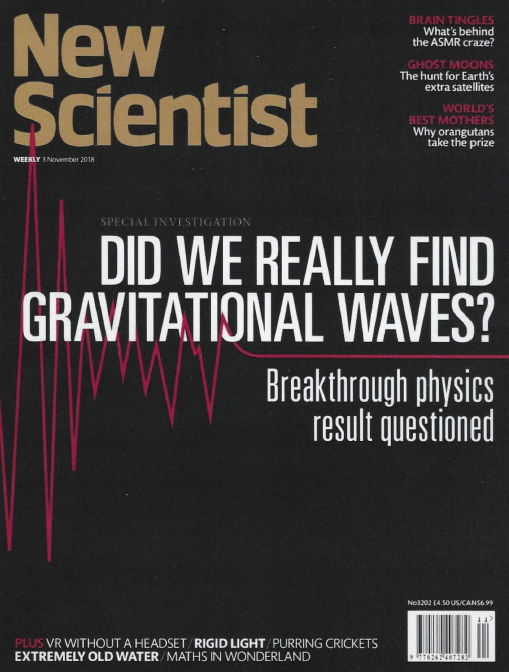 New
Scientist
WEEKLY 3 November 2018
BRAIN TINGLES
What's behind
the ASMR craze?
GHOST MOONS
The hunt for Earth's
extra satellites
WORLD'S
BEST MOTHERS
Why orangutans
take the prize
SPECIAL INVESTIGATION
DID WE REALLY FIND
GRAVITATIONAL WAVES?
Breakthrough physics
result questioned
No3202 £4.50 US/CAN$6.99
4 4
9 770262 407282
PLUS VR WITHOUT A HEADSET / RIGID LIGHT / PURRING CRICKETS
EXTREMELY OLD WATER / MATHS IN WONDERLAND